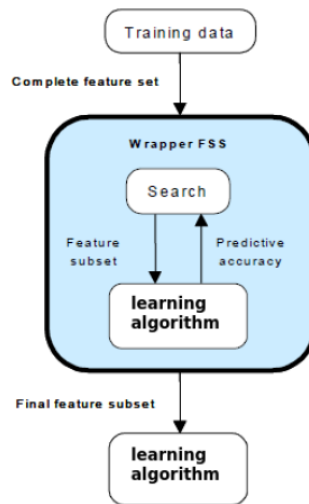 Training data
Complete feature set
Wrapper FSS
Search
Feature
subset
Predictive
accuracy
learning
algorithm
Final feature subset
learning
algorithm